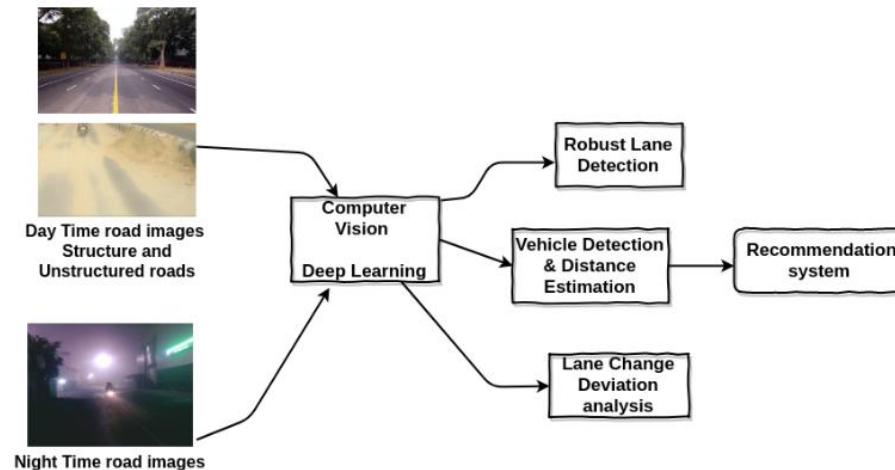 Day Time road images
Structure and
Unstructured roads
Night Time road images
Computer
Vision
Deep Learning
Robust Lane
Detection
Vehicle Detection
& Distance
Estimation
Lane Change
Deviation
analysis
Recommendation
system